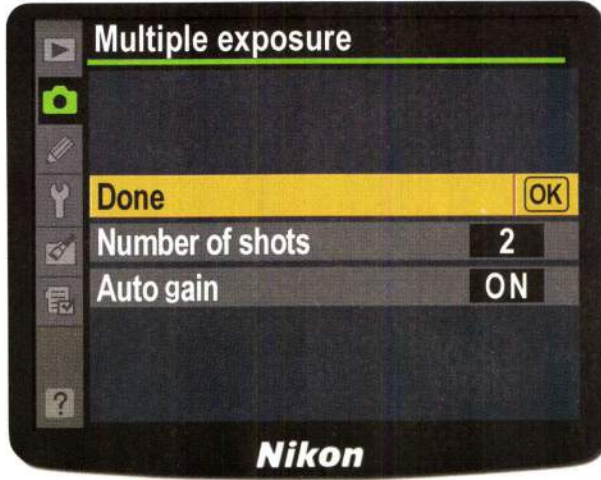 Multiple exposure
Done OK
Number of shots 2
Auto gain ON
?
Nikon